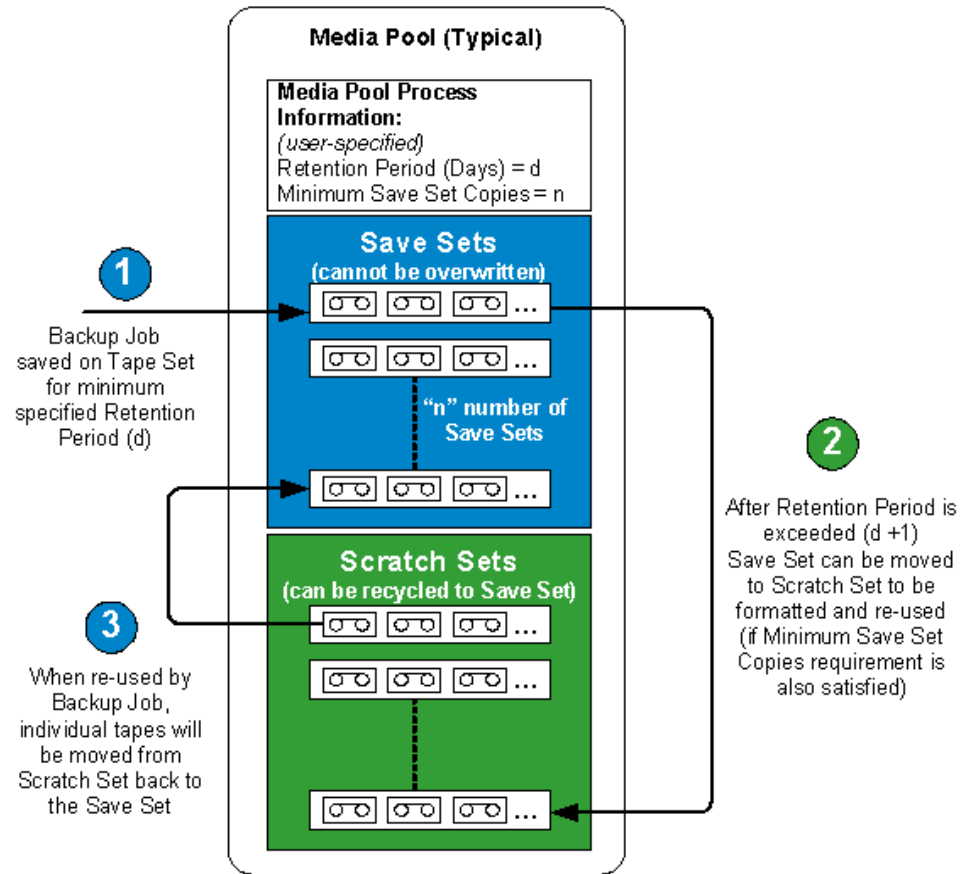 Media Pool (Typical)
Media Pool Process
Information:
(user-specified)
Retention Period (Days) = d
Minimum Save Set Copies = n
Save Sets
(cannot be overwritten)
...
...
"n" number of
Save Sets
...
1
Backup Job
saved on Tape Set
for minimum
specified Retention
Period (d)
2
After Retention Period is
exceeded (d +1)
Save Set can be moved
to Scratch Set to be
formatted and re-used
(if Minimum Save Set
Copies requirement is
also satisfied)
Scratch Sets
(can be recycled to Save Set)
...
...
...
3
When re-used by
Backup Job,
individual tapes will
be moved from
Scratch Set back to
the Save Set